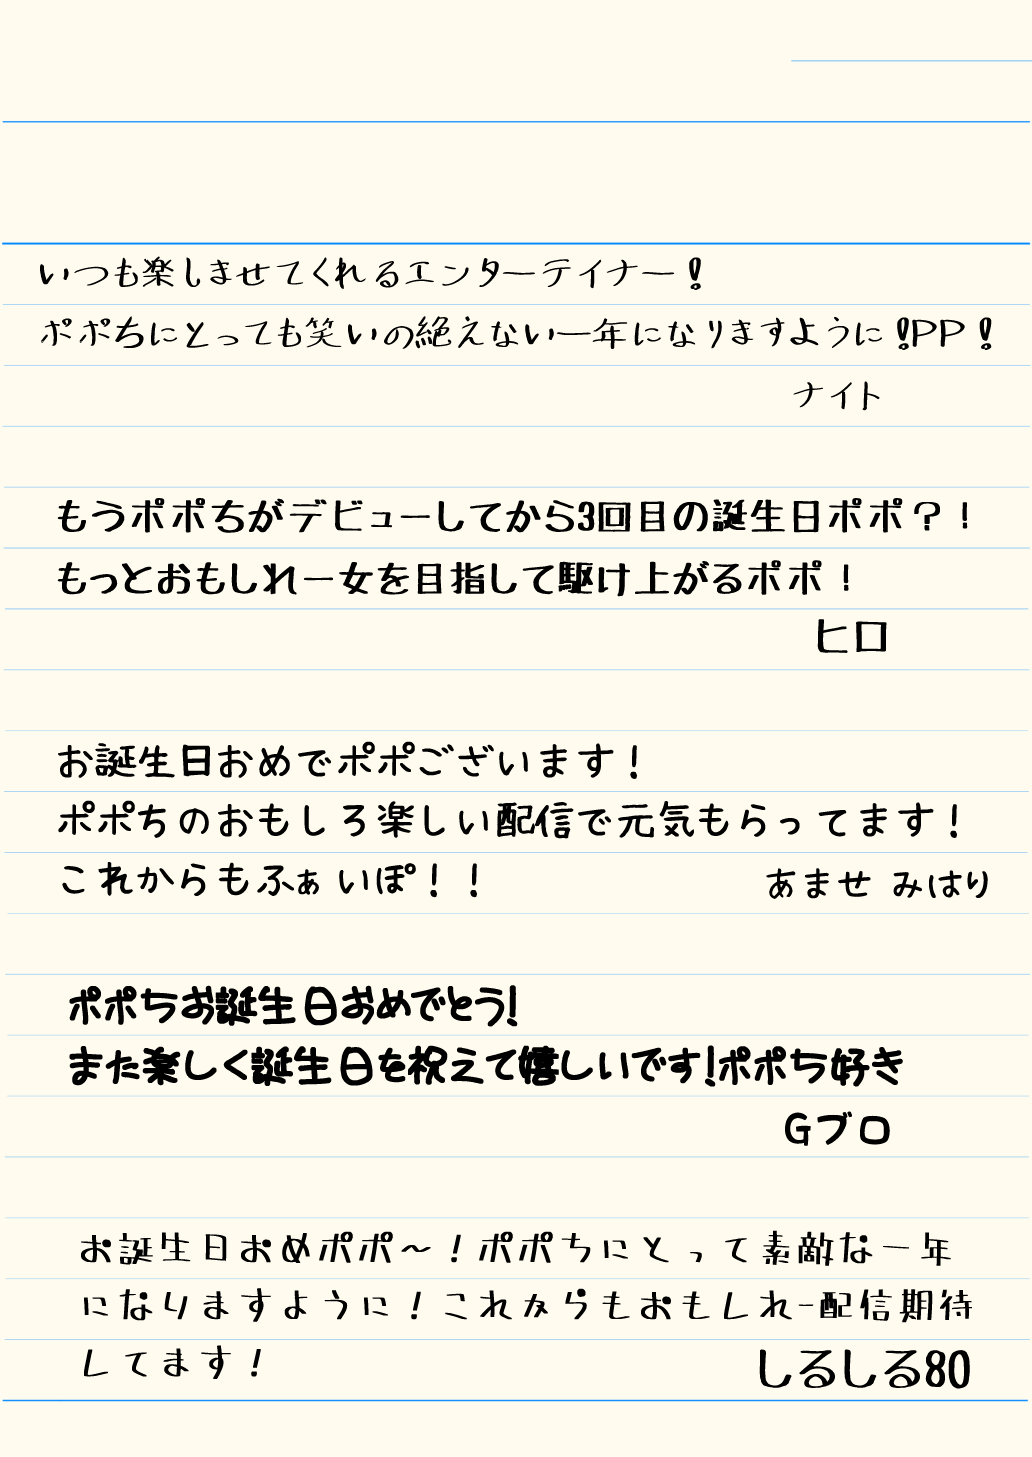 いつも楽しませてくれるエンターテイナー！
ポポちにとっても笑いの絶えない一年になりますように！PP！
ナイト
もうポポちがデビューしてから3回目の誕生日ポポ？！
もっとおもしれー女を目指して駆け上がるポポ！
ヒロ
お誕生日おめでポポございます！
ポポちのおもしろ楽しい配信で元気もらってます！
これからもふぁいぽ！！
あませ みはり
ポポちお誕生日おめでとう！
また楽しく誕生日を祝えて嬉しいです！ポポち好き
Gブロ
お誕生日おめポポ～！ポポちにとって素敵な一年
になりますように！これからもおもしれ-配信期待
してます！
しるしる80